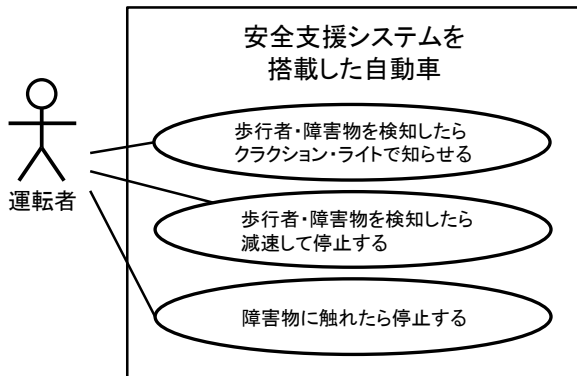 安全支援システムを
搭載した自動車
歩行者・障害物を検知したら
クラクション・ライトで知らせる
運転者
歩行者・障害物を検知したら
減速して停止する
障害物に触れたら停止する